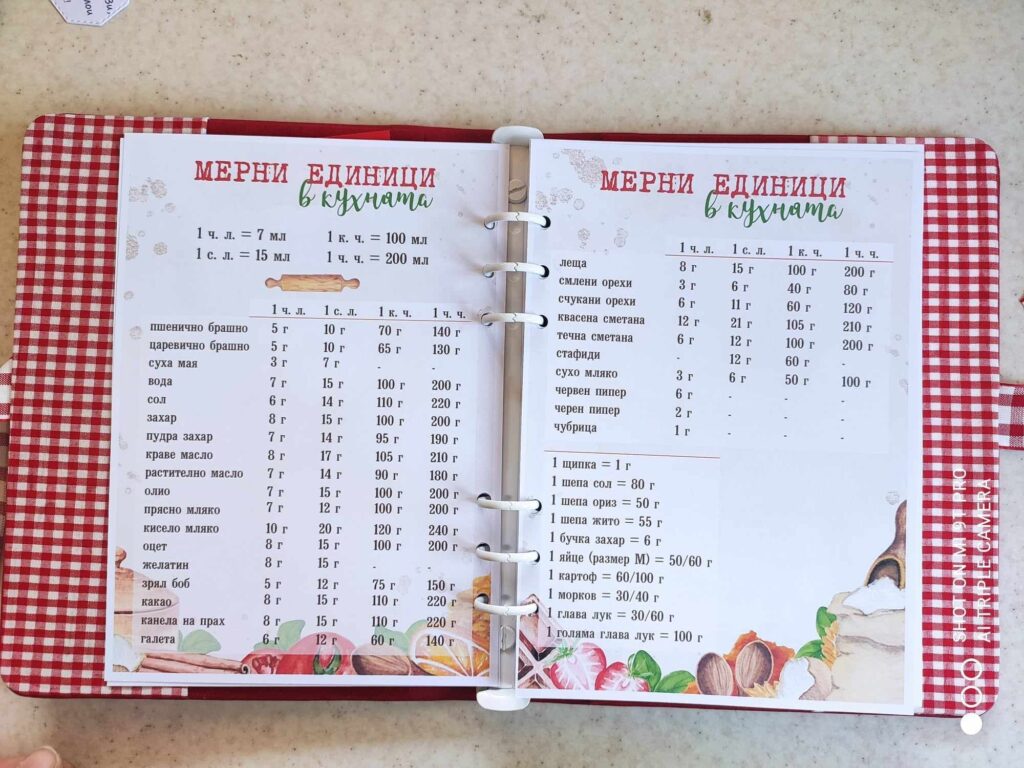 МЕРНИ ЕДИНИЦИ
в кухнята
1 ч. л. = 7 мл 1 к. ч. = 100 мл
1 с. л. = 15 мл 1 ч. ч. = 200 мл
1 ч. л. 1 с. л. 1 к. ч. 1 ч. ч.
пшенично брашно 5 г 10 г 70 г 140 г
царевично брашно 5 г 10 г 65 г 130 г
суха мая 3 г 7 г - -
вода 7 г 15 г 100 г 200 г
сол 6 г 14 г 110 г 220 г
захар 8 г 15 г 100 г 200 г
пудра захар 7 г 14 г 95 г 190 г
краве масло 8 г 17 г 105 г 210 г
растително масло 7 г 14 г 90 г 180 г
олио 7 г 15 г 100 г 200 г
прясно мляко 7 г 12 г 100 г 200 г
кисело мляко 10 г 20 г 120 г 240 г
оцет 8 г 15 г 100 г 200 г
желатин 8 г 15 г - -
зрял боб 5 г 12 г 75 г 150 г
какао 8 г 15 г 110 г 220 г
канела на прах 8 г 15 г 110 г 220 г
галета 6 г 12 г 60 г 140 г
МЕРНИ ЕДИНИЦИ
в кухнята
1 ч. л. 1 с. л. 1 к. ч. 1 ч. ч.
леща 8 г 15 г 100 г 200 г
смлени орехи 3 г 6 г 40 г 80 г
счукани орехи 6 г 11 г 60 г 120 г
квасена сметана 12 г 21 г 105 г 210 г
течна сметана 6 г 12 г 100 г 200 г
стафиди - 12 г 60 г -
сухо мляко 3 г 6 г 50 г 100 г
червен пипер 6 г - - -
черен пипер 2 г - - -
чубрица 1 г - - -
1 щипка = 1 г
1 шепа сол = 80 г
1 шепа ориз = 50 г
1 шепа жито = 55 г
1 бучка захар = 6 г
1 яйце (размер М) = 50/60 г
1 картоф = 60/100 г
1 морков = 30/40 г
1 глава лук = 30/60 г
1 голяма глава лук = 100 г
SHOT ON MI 9T PRO
AI TRIPLE CAMERA